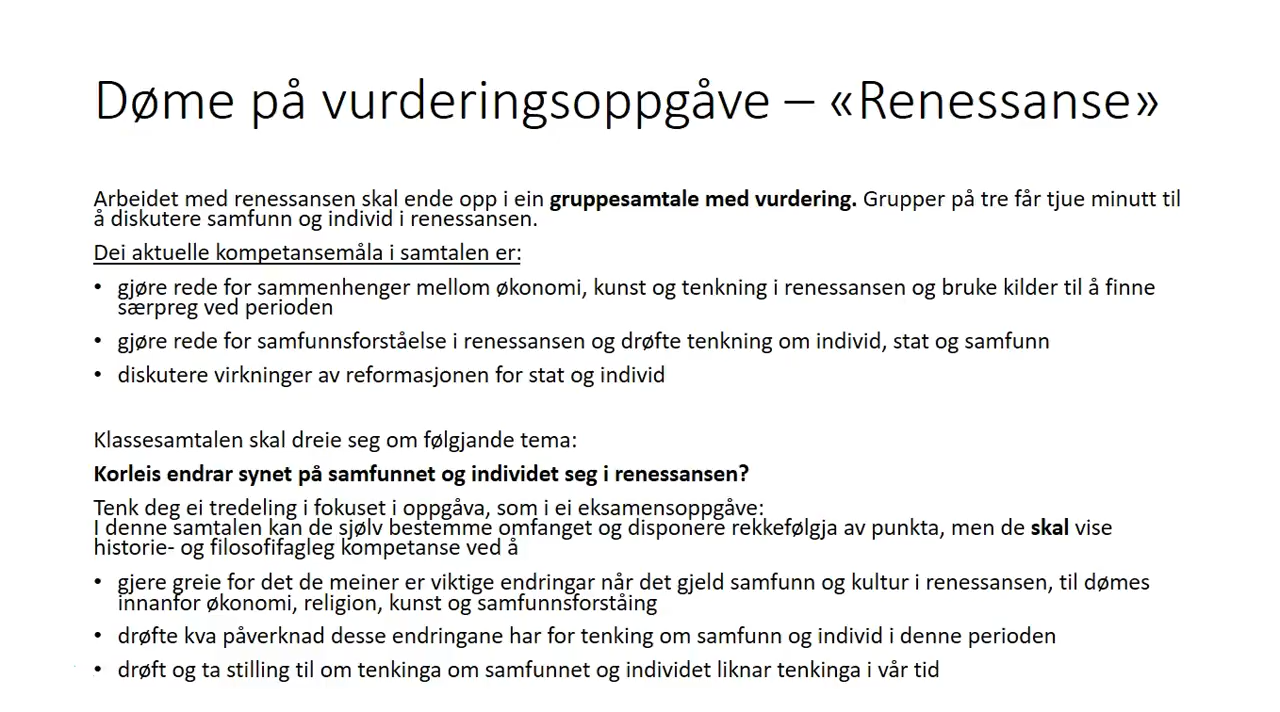 Døme på vurderingsoppgåve – «Renessanse»
Arbeidet med renessansen skal ende opp i ein gruppesamtale med vurdering. Grupper på tre får tjue minutt til
å diskutere samfunn og individ i renessansen.
Dei aktuelle kompetansemåla i samtalen er:
• gjøre rede for sammenhenger mellom økonomi, kunst og tenkning i renessansen og bruke kilder til å finne
særpreg ved perioden
• gjøre rede for samfunnsforståelse i renessansen og drøfte tenkning om individ, stat og samfunn
• diskutere virkninger av reformasjonen for stat og individ
Klassesamtalen skal dreie seg om følgjande tema:
Korleis endrar synet på samfunnet og individet seg i renessansen?
Tenk deg ei tredeling i fokuset i oppgåva, som i ei eksamensoppgåve:
I denne samtalen kan de sjølv bestemme omfanget og disponere rekkefølgja av punkta, men de skal vise
historie- og filosofifagleg kompetanse ved å
• gjere greie for det de meiner er viktige endringar når det gjeld samfunn og kultur i renessansen, til dømes
innanfor økonomi, religion, kunst og samfunnsforståing
• drøfte kva påverknad desse endringane har for tenking om samfunn og individ i denne perioden
• drøft og ta stilling til om tenkinga om samfunnet og individet liknar tenkinga i vår tid